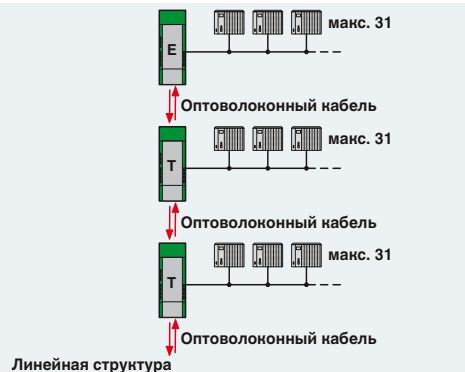 макс. 31
E
Оптоволоконный кабель
макс. 31
T
Оптоволоконный кабель
макс. 31
T
Оптоволоконный кабель
Линейная структура